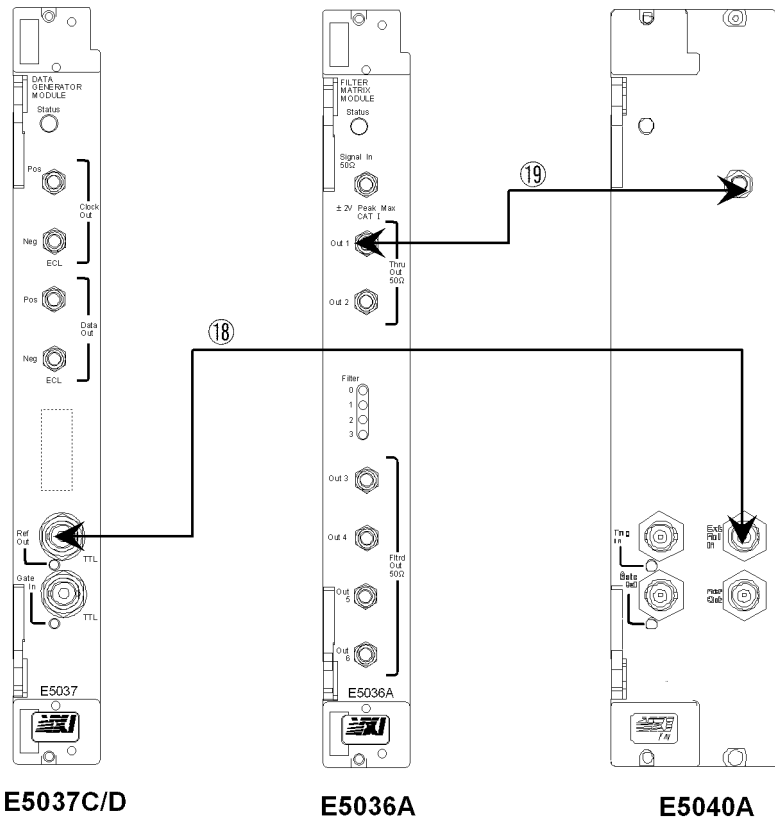 DATA
GENERATOR
MODULE
Status
Pos
Clock
Out
Neg
ECL
Pos
Data
Out
Neg
ECL
Ref
Out
TTL
Gate
In
TTL
E5037
VXI
E5037C/D
FILTER
MATRIX
MODULE
Status
Signal In
50Ω
± 2V Peak Max
CAT I
Out 1
Thru
Out
50Ω
Out 2
Filter
0
1
2
3
Out 3
Out 4
Fltrd
Out
50Ω
Out
5
Out
6
E5036A
VXI
E5036A
⑲
⑱
E5040A